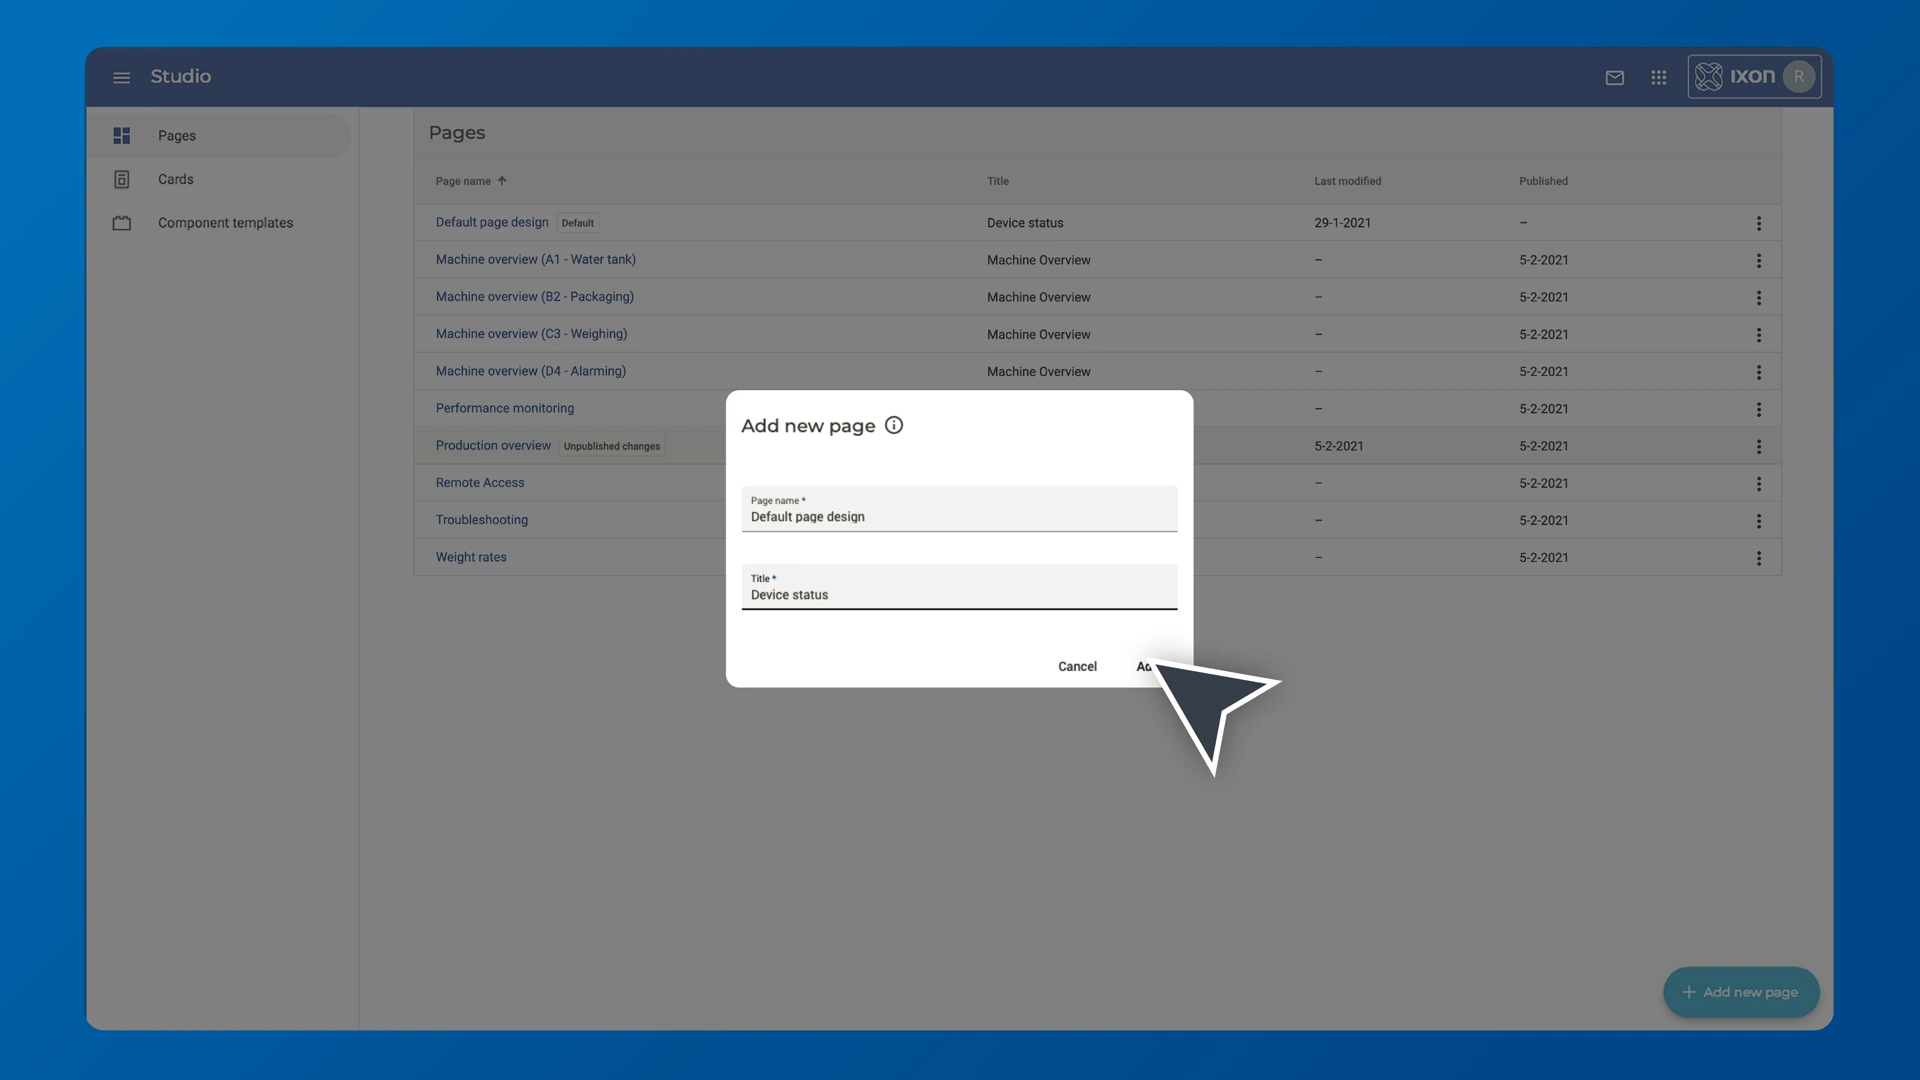 Studio
IXON
R
Pages
Cards
Component templates
Pages
Page name
Title
Last modified
Published
Default page design Default Device status 29-1-2021 –
Machine overview (A1 - Water tank) Machine Overview – 5-2-2021
Machine overview (B2 - Packaging) Machine Overview – 5-2-2021
Machine overview (C3 - Weighing) Machine Overview – 5-2-2021
Machine overview (D4 - Alarming) Machine Overview – 5-2-2021
Performance monitoring – 5-2-2021
Production overview Unpublished changes 5-2-2021 5-2-2021
Remote Access – 5-2-2021
Troubleshooting – 5-2-2021
Weight rates – 5-2-2021
Add new page
Page name *
Default page design
Title *
Device status
Cancel
+ Add new page